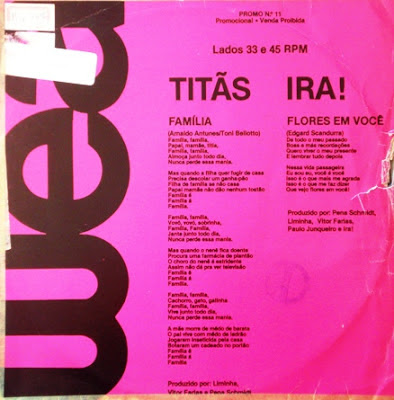 PROMO N.º 11
Promocional • Venda Proibida
Lados 33 e 45 RPM
wea
TITÃS
FAMÍLIA
(Arnaldo Antunes/Toni Bellotto)
Família, família,
Papai, mamãe, titia,
Família, família,
Almoça junto todo dia,
Nunca perde essa mania.
Mas quando a filha quer fugir de casa
Precisa descolar um ganha-pão
Filha de família se não casa
Papai mamãe não dão nenhum tostão
Família ê
Família á
Família
Família, família,
Vovô, vovó, sobrinha,
Família, Família,
Janta junto todo dia,
Nunca perde essa mania.
Mas quando o nenê fica doente
Procura uma farmácia de plantão
O choro do nenê é estridente
Assim não dá pra ver televisão
Família ê
Família á
Família
Família, família,
Cachorro, gato, galinha
Família, família,
Vive junto todo dia,
Nunca perde essa mania.
A mãe morre de medo de barata
O pai vive com medo de ladrão
Jogaram inseticida pela casa
Botaram um cadeado no portão
Família ê
Família á
Família
Produzido por: Liminha,
Vitor Farias e Pena Schmidt
IRA!
FLORES EM VOCÊ
(Edgard Scandurra)
De todo o meu passado
Boas e más recordações
Quero viver o meu presente
E lembrar tudo depois
Nessa vida passageira
Eu sou eu, você é você
Isso é o que mais me agrada
Isso é o que me faz dizer
Que vejo flores em você!
Produzido por: Pena Schmidt,
Liminha, Vitor Farias,
Paulo Junqueiro e Ira!